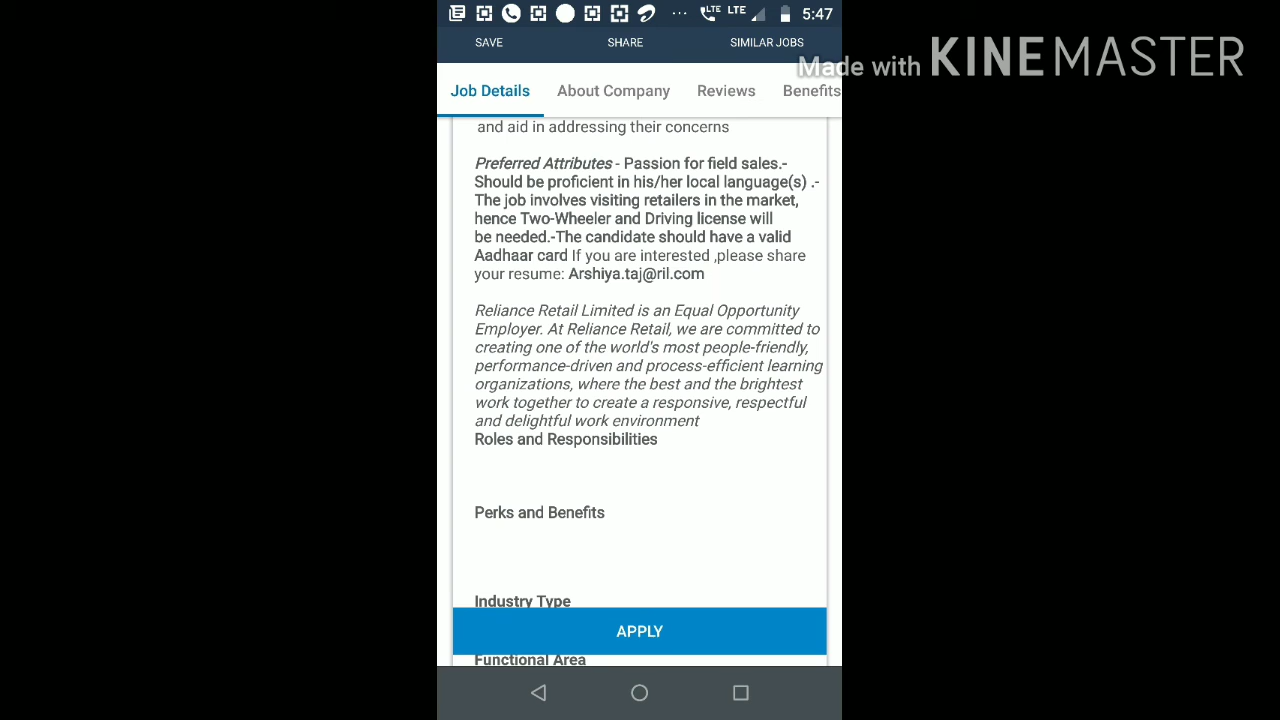 LTE LTE 5:47
SAVE SHARE SIMILAR JOBS
Made with KINEMASTER
Job Details About Company Reviews Benefits
and aid in addressing their concerns
Preferred Attributes - Passion for field sales.-
Should be proficient in his/her local language(s) .-
The job involves visiting retailers in the market,
hence Two-Wheeler and Driving license will
be needed.-The candidate should have a valid
Aadhaar card If you are interested ,please share
your resume: Arshiya.taj@ril.com
Reliance Retail Limited is an Equal Opportunity
Employer. At Reliance Retail, we are committed to
creating one of the world's most people-friendly,
performance-driven and process-efficient learning
organizations, where the best and the brightest
work together to create a responsive, respectful
and delightful work environment
Roles and Responsibilities
Perks and Benefits
Industry Type
APPLY
Functional Area